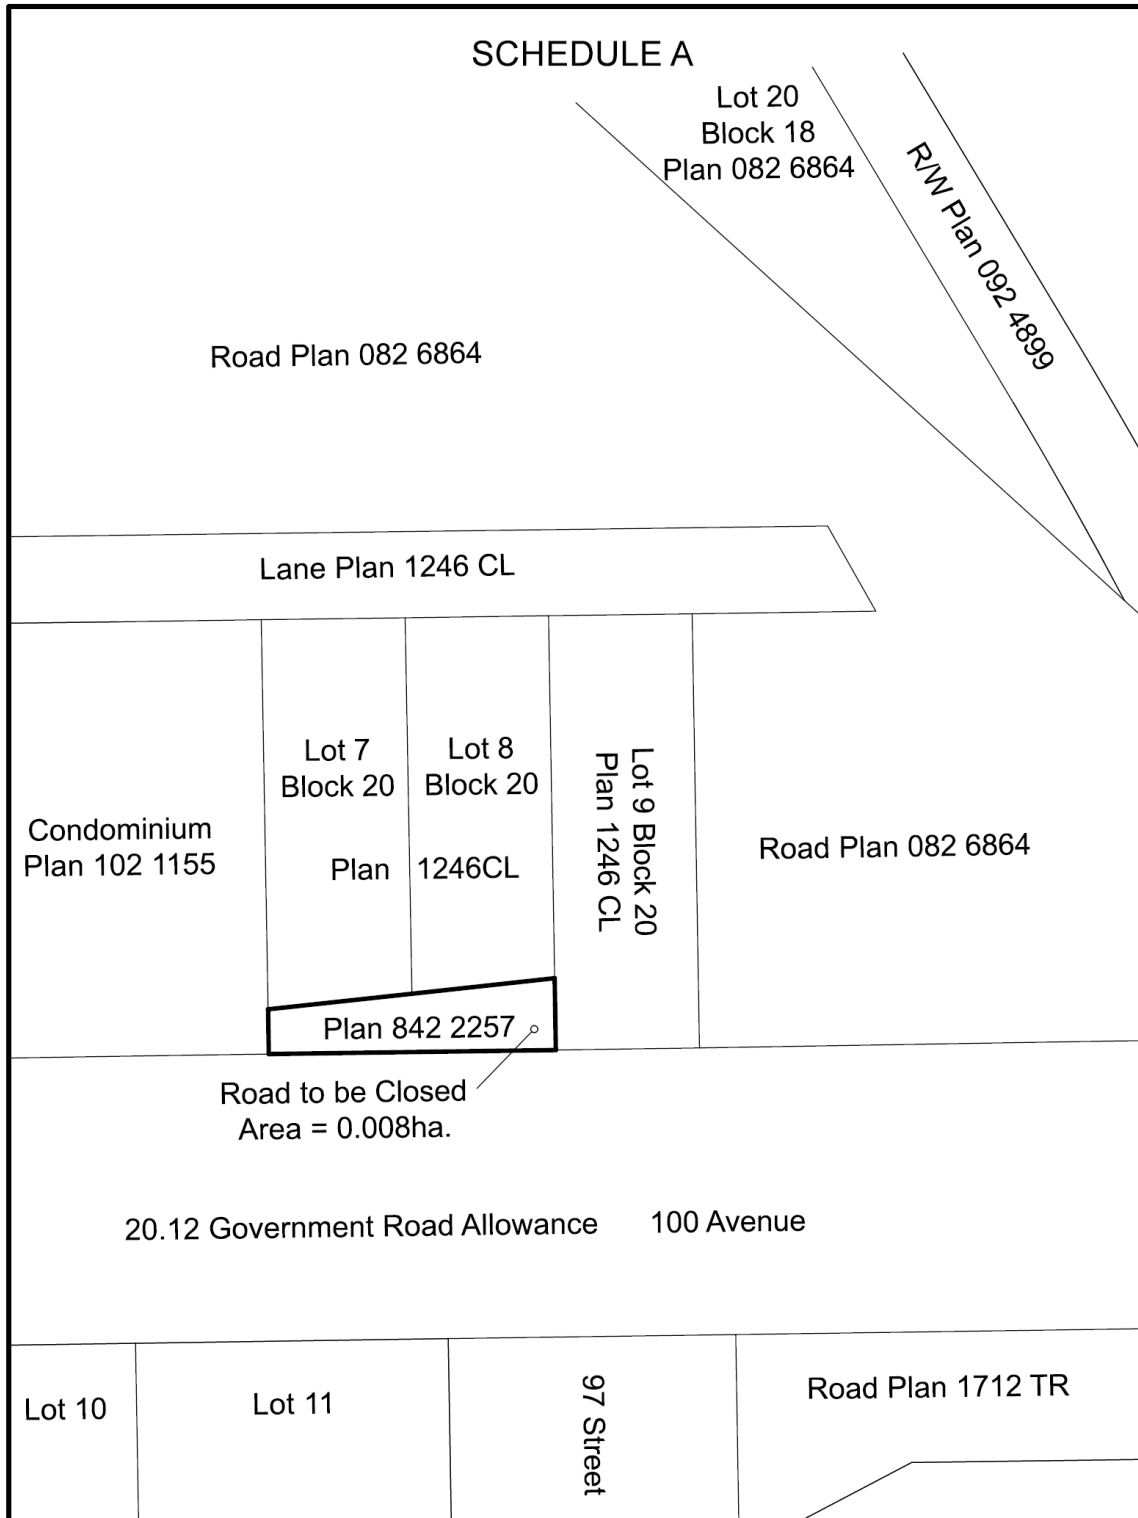 SCHEDULE A
Lot 20
Block 18
Plan 082 6864
R/W Plan 092 4899
Road Plan 082 6864
Lane Plan 1246 CL
Lot 7
Block 20
Lot 8
Block 20
Plan 1246CL
Lot 9 Block 20
Plan 1246 CL
Condominium
Plan 102 1155
Road Plan 082 6864
Plan 842 2257
Road to be Closed
Area = 0.008ha.
20.12 Government Road Allowance 100 Avenue
Lot 10
Lot 11
97 Street
Road Plan 1712 TR